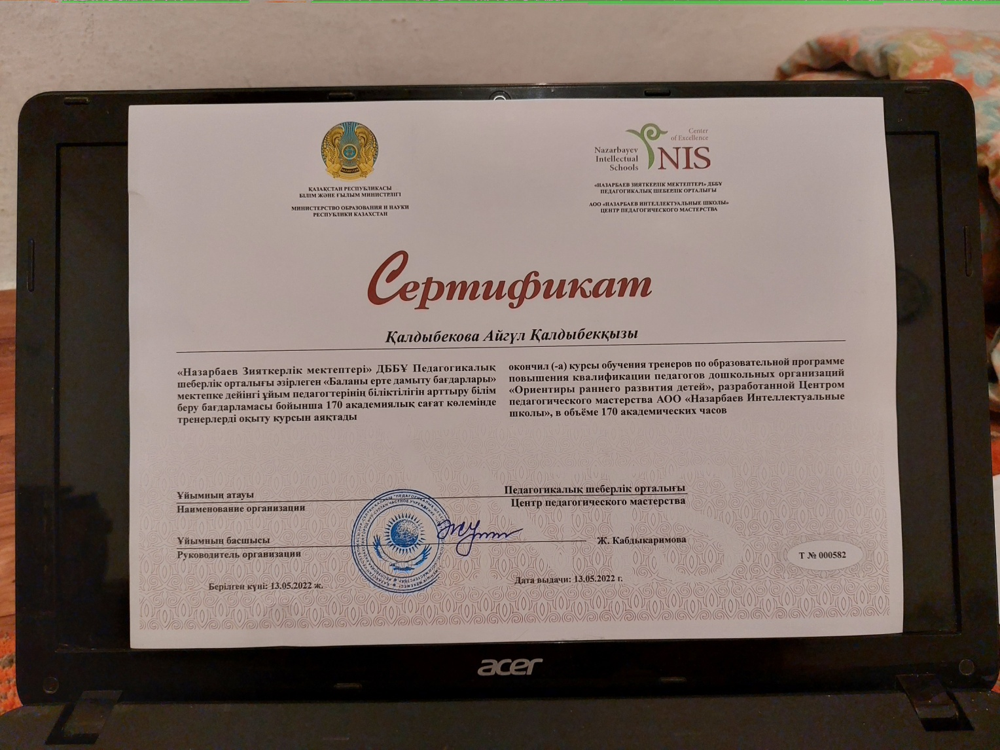 ҚАЗАҚСТАН РЕСПУБЛИКАСЫ
БІЛІМ ЖӘНЕ ҒЫЛЫМ МИНИСТРЛІГІ
МИНИСТЕРСТВО ОБРАЗОВАНИЯ И НАУКИ
РЕСПУБЛИКИ КАЗАХСТАН
Center
of Excellence
Nazarbayev
Intellectual
Schools
NIS
«НАЗАРБАЕВ ЗИЯТКЕРЛІК МЕКТЕПТЕРІ» ДББҰ
ПЕДАГОГИКАЛЫҚ ШЕБЕРЛІК ОРТАЛЫҒЫ
АОО «НАЗАРБАЕВ ИНТЕЛЛЕКТУАЛЬНЫЕ ШКОЛЫ»
ЦЕНТР ПЕДАГОГИЧЕСКОГО МАСТЕРСТВА
Сертификат
Қалдыбекова Айгүл Қалдыбекқызы
«Назарбаев Зияткерлік мектептері» ДББҰ Педагогикалық
шеберлік орталығы әзірлеген «Баланы ерте дамыту бағдарлары»
мектепке дейінгі ұйым педагогтерінің біліктілігін арттыру білім
беру бағдарламасы бойынша 170 академиялық сағат көлемінде
тренерлерді оқыту курсын аяқтады
окончил (-а) курсы обучения тренеров по образовательной программе
повышения квалификации педагогов дошкольных организаций
«Ориентиры раннего развития детей», разработанной Центром
педагогического мастерства АОО «Назарбаев Интеллектуальные
школы», в объёме 170 академических часов
Ұйымның атауы
Наименование организации
Педагогикалық шеберлік орталығы
Центр педагогического мастерства
Ұйымның басшысы
Руководитель организации
Ж. Кабдыкаримова
Т № 000582
Берілген күні: 13.05.2022 ж.
Дата выдачи: 13.05.2022 г.
acer